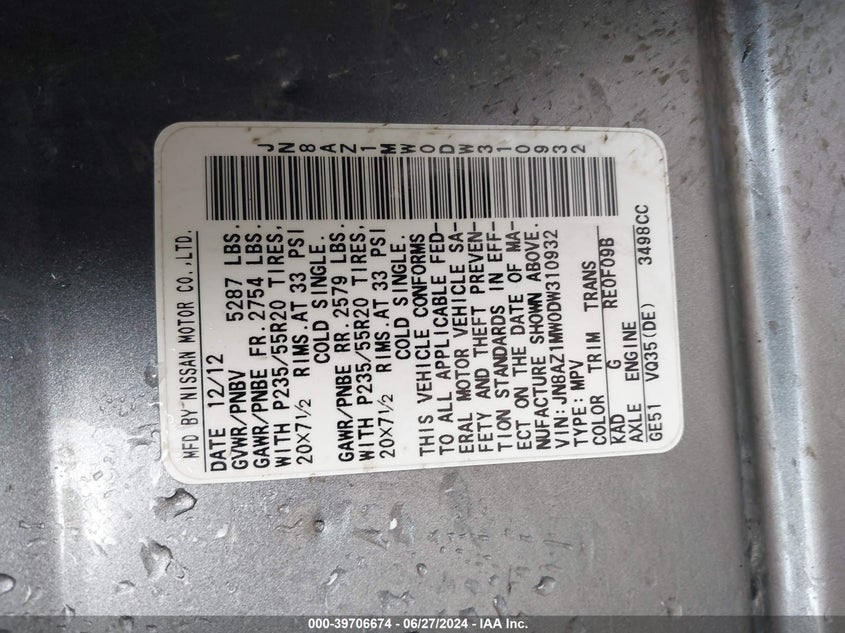 JN8AZ1MW0DW310932
MFD BY NISSAN MOTOR CO.,LTD.
DATE 12/12
GVWR/PNBV 5287 LBS.
GAWR/PNBE FR. 2754 LBS.
WITH P235/55R20 TIRES,
20X7½ RIMS.AT 33 PSI
COLD SINGLE.
GAWR/PNBE RR. 2579 LBS.
WITH P235/55R20 TIRES,
20X7½ RIMS.AT 33 PSI
COLD SINGLE.
THIS VEHICLE CONFORMS
TO ALL APPLICABLE FED-
ERAL MOTOR VEHICLE SA-
FETY AND THEFT PREVEN-
TION STANDARDS IN EFF-
ECT ON THE DATE OF MA-
NUFACTURE SHOWN ABOVE.
VIN:JN8AZ1MW0DW310932
TYPE:MPV
COLOR TRIM TRANS
KAD G RE0F09B
AXLE ENGINE
GE51 VQ35(DE) 3498CC
000-39706674 - 06/27/2024 - IAA Inc.